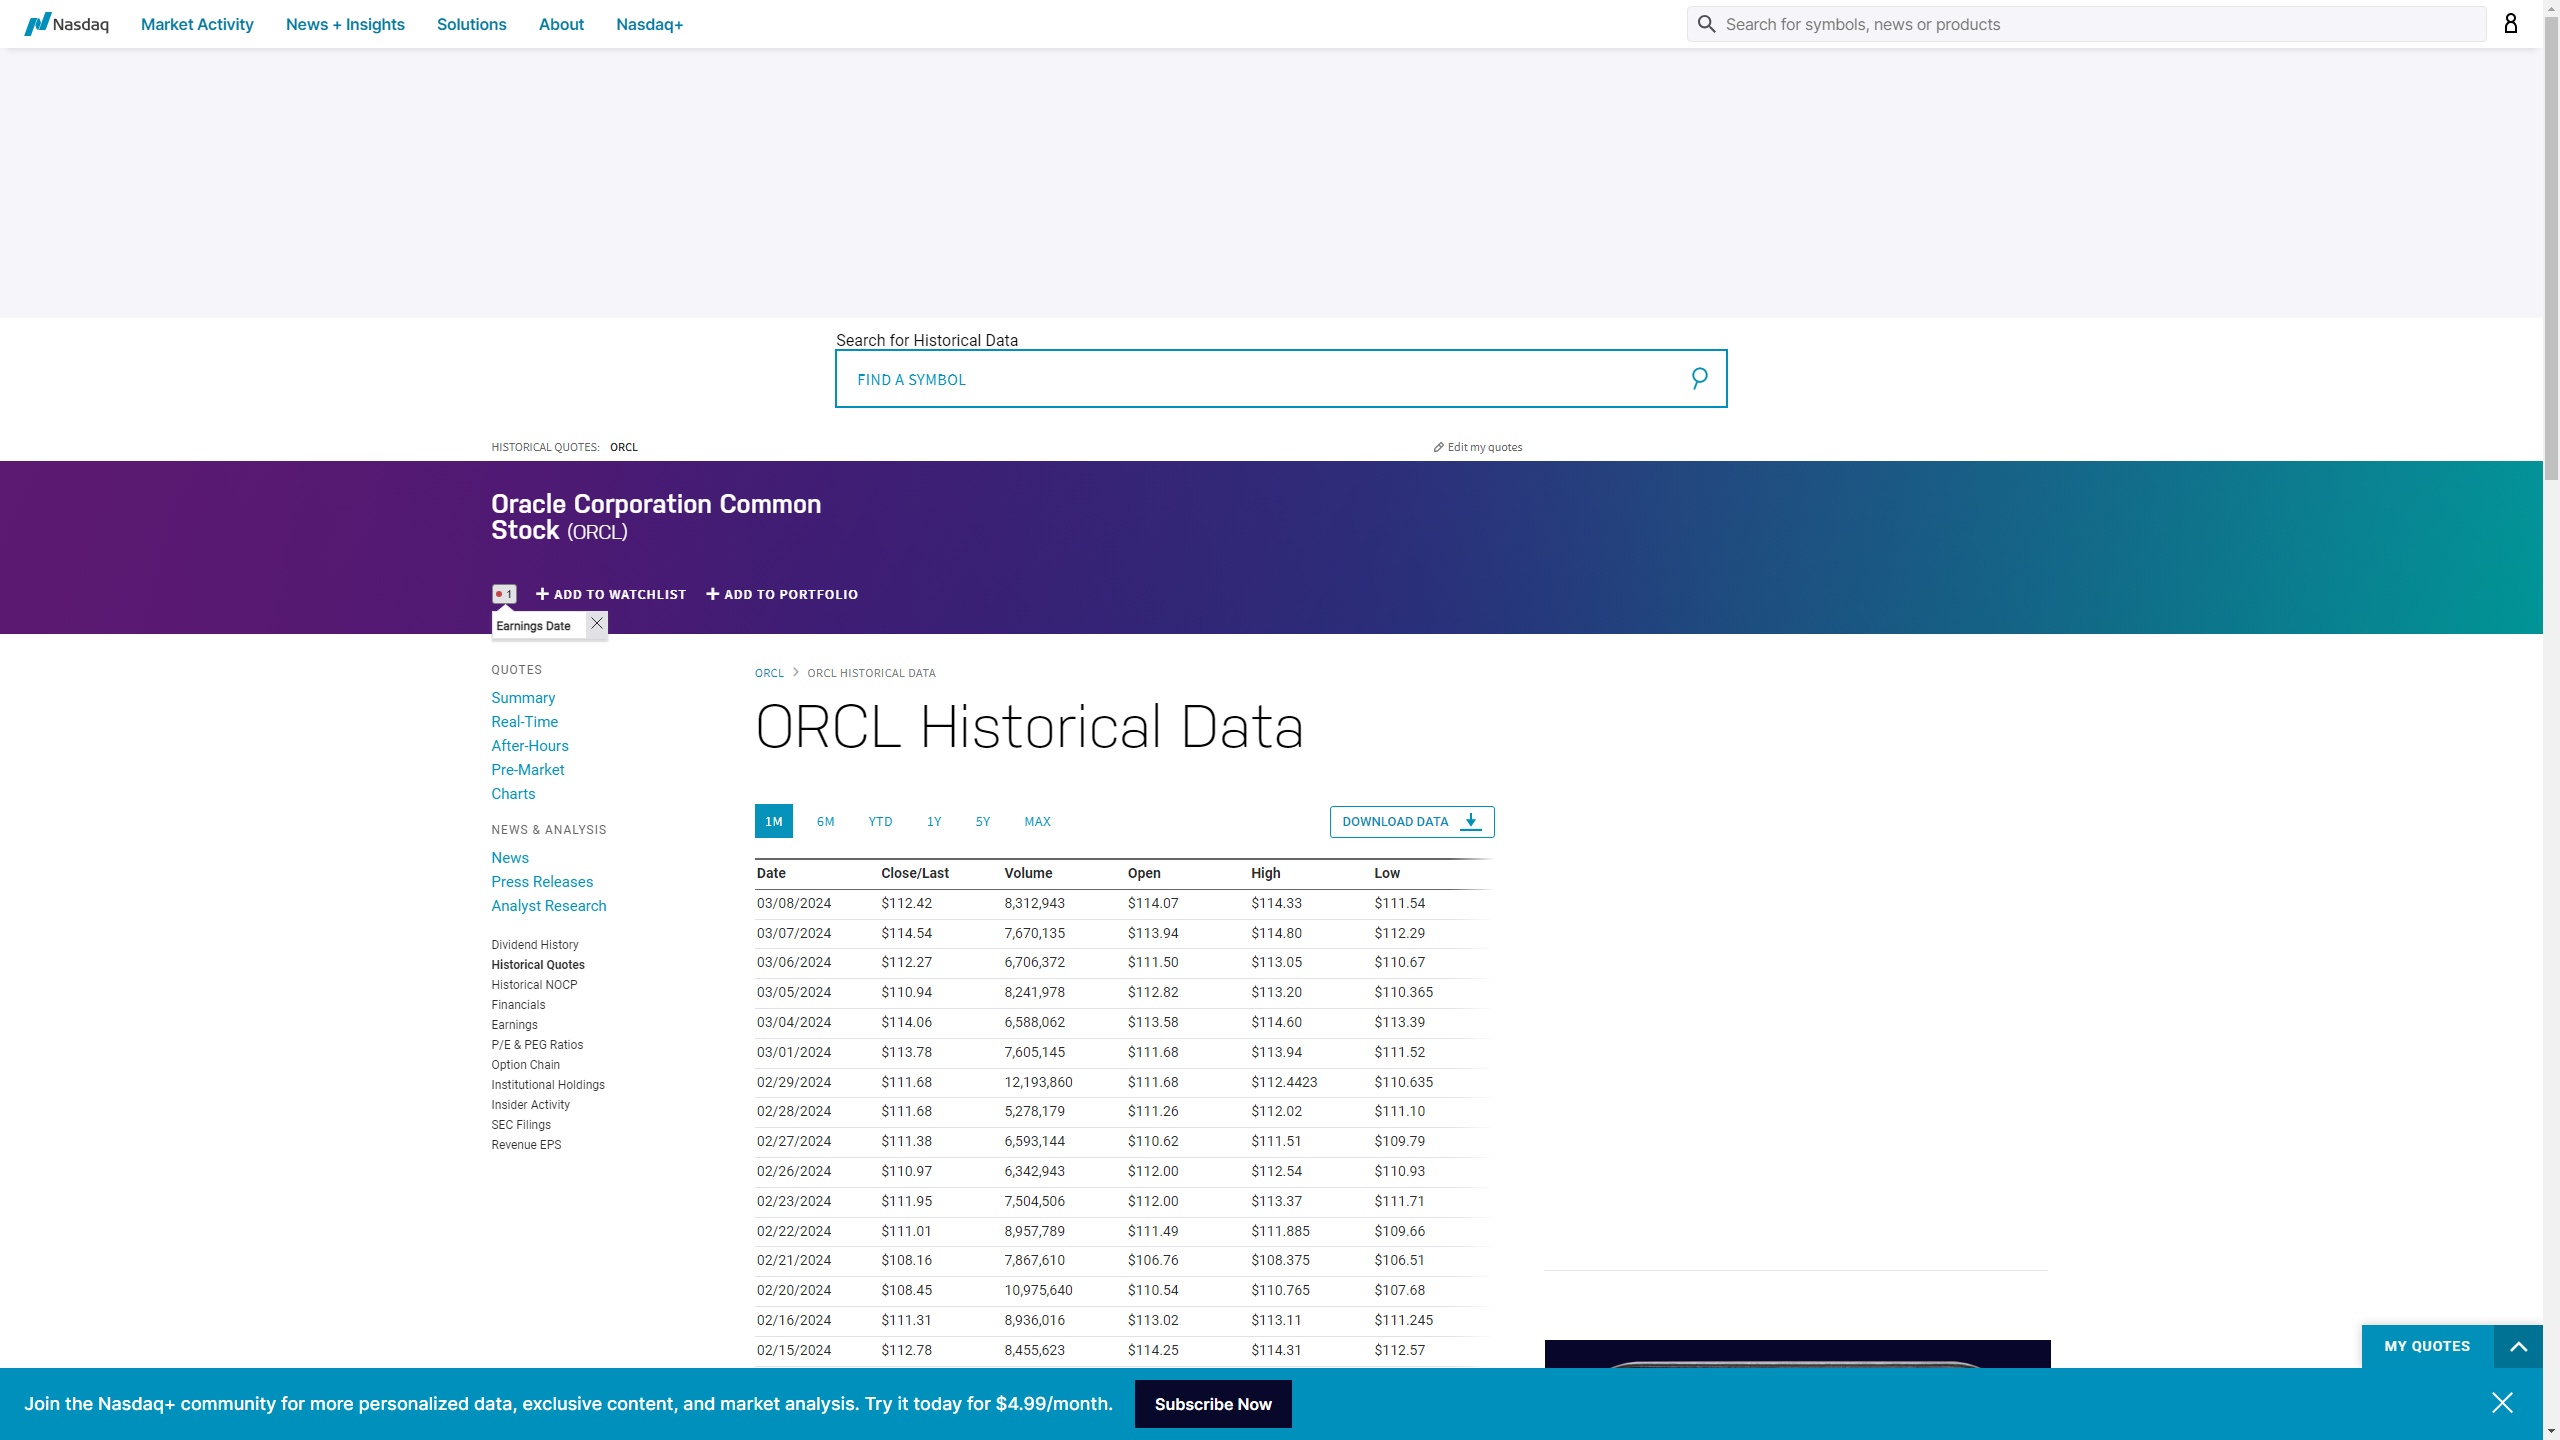 Nasdaq Market Activity News + Insights Solutions About Nasdaq+ Search for symbols, news or products
Search for Historical Data
FIND A SYMBOL
HISTORICAL QUOTES: ORCL Edit my quotes
Oracle Corporation Common
Stock (ORCL)
1 ADD TO WATCHLIST ADD TO PORTFOLIO
Earnings Date
QUOTES
Summary
Real-Time
After-Hours
Pre-Market
Charts
NEWS & ANALYSIS
News
Press Releases
Analyst Research
Dividend History
Historical Quotes
Historical NOCP
Financials
Earnings
P/E & PEG Ratios
Option Chain
Institutional Holdings
Insider Activity
SEC Filings
Revenue EPS
ORCL > ORCL HISTORICAL DATA
ORCL Historical Data
1M 6M YTD 1Y 5Y MAX DOWNLOAD DATA
Date Close/Last Volume Open High Low
03/08/2024 $112.42 8,312,943 $114.07 $114.33 $111.54
03/07/2024 $114.54 7,670,135 $113.94 $114.80 $112.29
03/06/2024 $112.27 6,706,372 $111.50 $113.05 $110.67
03/05/2024 $110.94 8,241,978 $112.82 $113.20 $110.365
03/04/2024 $114.06 6,588,062 $113.58 $114.60 $113.39
03/01/2024 $113.78 7,605,145 $111.68 $113.94 $111.52
02/29/2024 $111.68 12,193,860 $111.68 $112.4423 $110.635
02/28/2024 $111.68 5,278,179 $111.26 $112.02 $111.10
02/27/2024 $111.38 6,593,144 $110.62 $111.51 $109.79
02/26/2024 $110.97 6,342,943 $112.00 $112.54 $110.93
02/23/2024 $111.95 7,504,506 $112.00 $113.37 $111.71
02/22/2024 $111.01 8,957,789 $111.49 $111.885 $109.66
02/21/2024 $108.16 7,867,610 $106.76 $108.375 $106.51
02/20/2024 $108.45 10,975,640 $110.54 $110.765 $107.68
02/16/2024 $111.31 8,936,016 $113.02 $113.11 $111.245
02/15/2024 $112.78 8,455,623 $114.25 $114.31 $112.57
MY QUOTES
Join the Nasdaq+ community for more personalized data, exclusive content, and market analysis. Try it today for $4.99/month. Subscribe Now